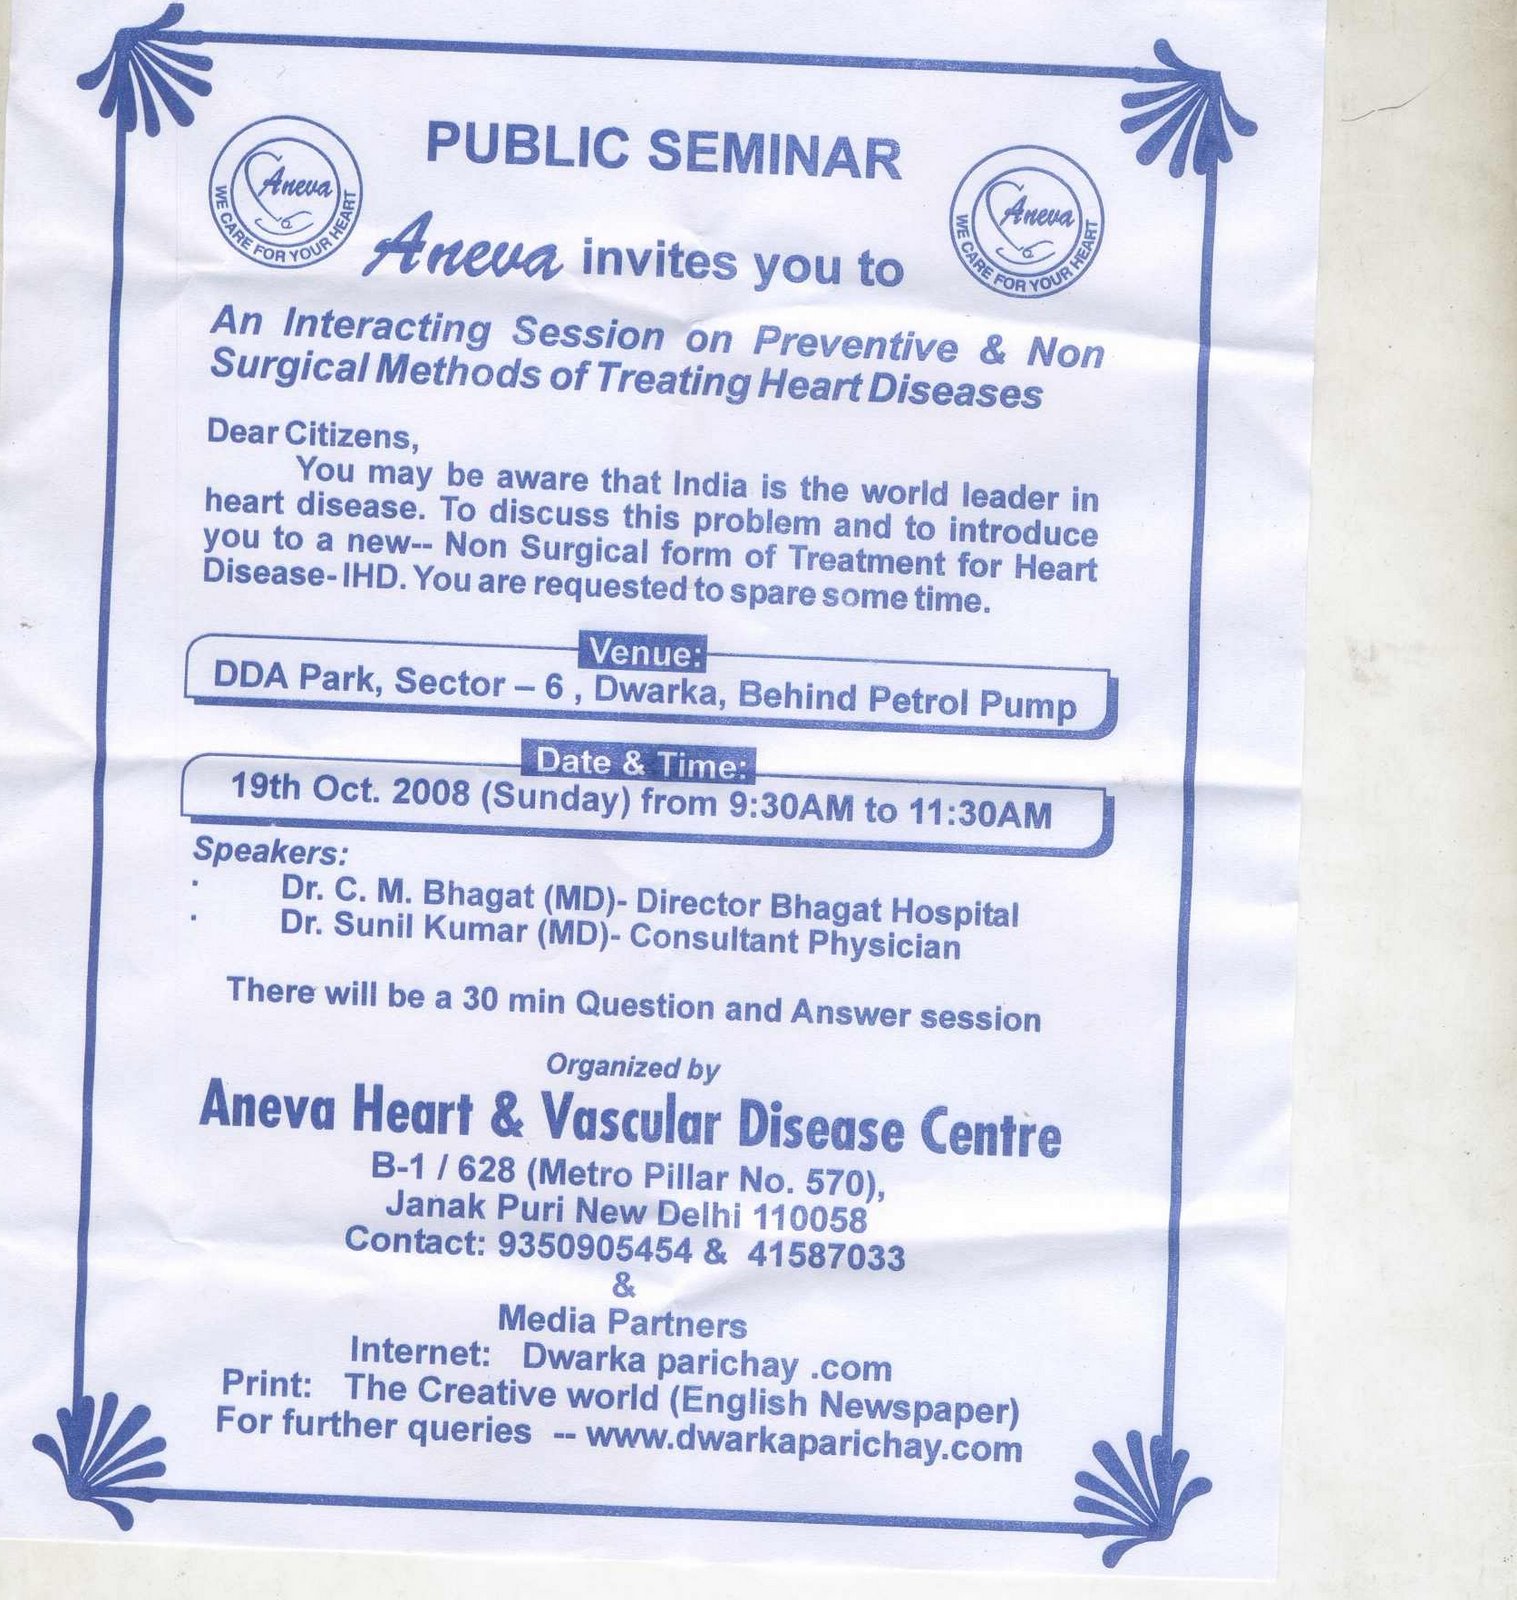 PUBLIC SEMINAR
Aneva
WE CARE FOR YOUR HEART
Aneva
WE CARE FOR YOUR HEART
Aneva invites you to
An Interacting Session on Preventive & Non
Surgical Methods of Treating Heart Diseases
Dear Citizens,
You may be aware that India is the world leader in
heart disease. To discuss this problem and to introduce
you to a new-- Non Surgical form of Treatment for Heart
Disease- IHD. You are requested to spare some time.
Venue:
DDA Park, Sector – 6 , Dwarka, Behind Petrol Pump
Date & Time:
19th Oct. 2008 (Sunday) from 9:30AM to 11:30AM
Speakers:
· Dr. C. M. Bhagat (MD)- Director Bhagat Hospital
· Dr. Sunil Kumar (MD)- Consultant Physician
There will be a 30 min Question and Answer session
Organized by
Aneva Heart & Vascular Disease Centre
B-1 / 628 (Metro Pillar No. 570),
Janak Puri New Delhi 110058
Contact: 9350905454 & 41587033
&
Media Partners
Internet: Dwarka parichay .com
Print: The Creative world (English Newspaper)
For further queries -- www.dwarkaparichay.com